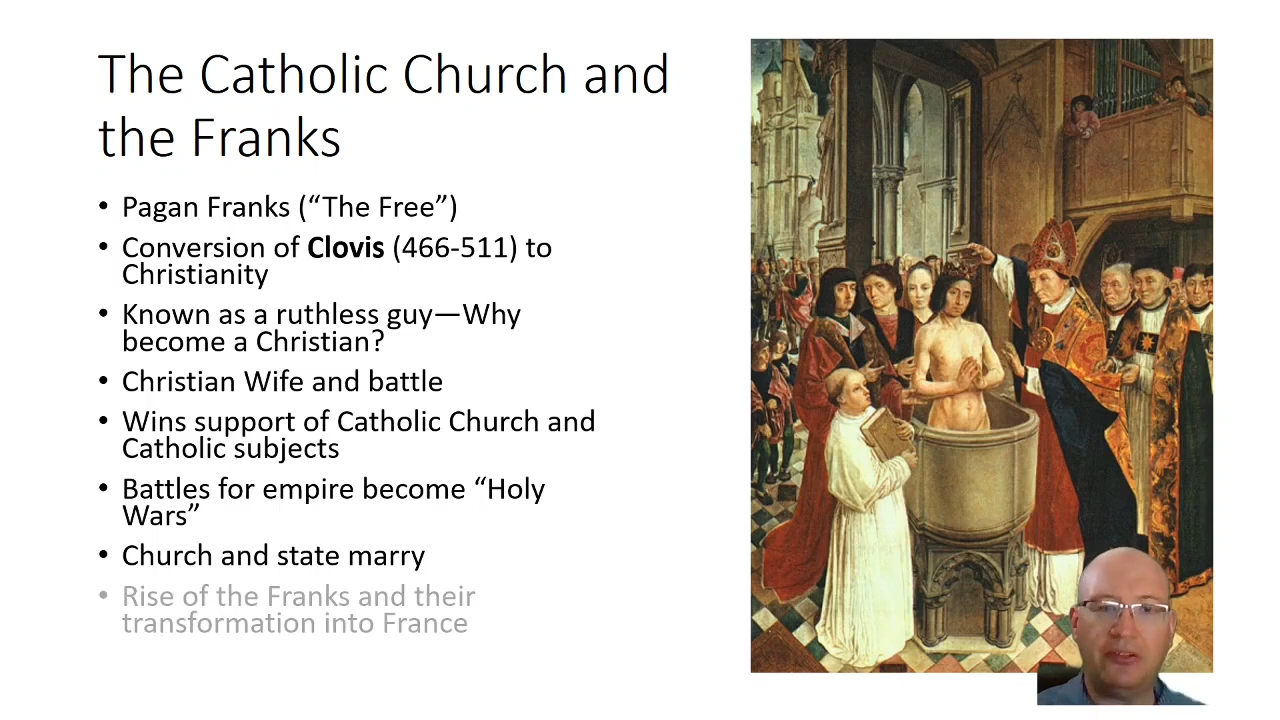 The Catholic Church and
the Franks
• Pagan Franks (“The Free”)
• Conversion of Clovis (466-511) to
Christianity
• Known as a ruthless guy—Why
become a Christian?
• Christian Wife and battle
• Wins support of Catholic Church and
Catholic subjects
• Battles for empire become “Holy
Wars”
• Church and state marry
• Rise of the Franks and their
transformation into France